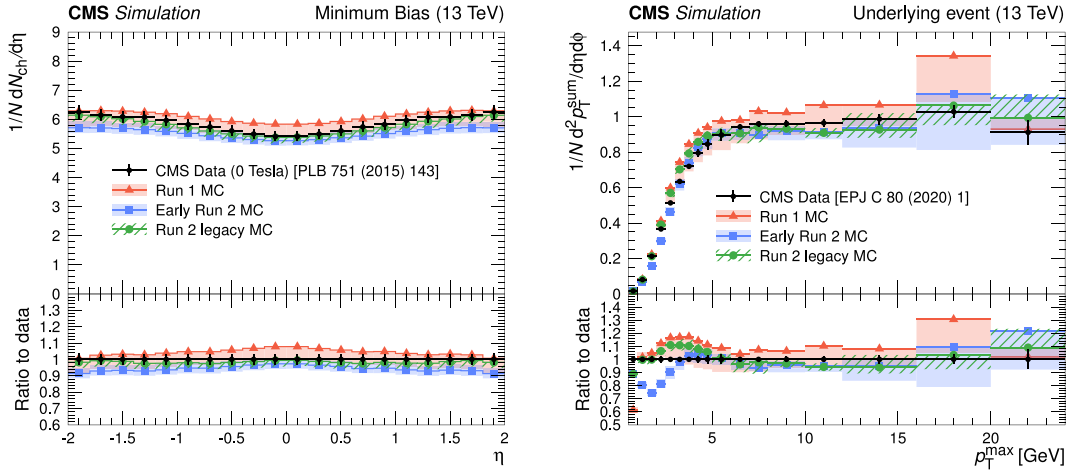 CMS Simulation Minimum Bias (13 TeV)
1/N dN_ch/dη
9
8
7
6
5
4
3
2
1
0
CMS Data (0 Tesla) [PLB 751 (2015) 143]
Run 1 MC
Early Run 2 MC
Run 2 legacy MC
Ratio to data
1.3
1.2
1.1
1
0.9
0.8
0.7
0.6
-2 -1.5 -1 -0.5 0 0.5 1 1.5 2
η
CMS Simulation Underlying event (13 TeV)
1/N d²p_T^sum/dηdϕ
1.4
1.2
1.0
0.8
0.6
0.4
0.2
0
CMS Data [EPJ C 80 (2020) 1]
Run 1 MC
Early Run 2 MC
Run 2 legacy MC
Ratio to data
1.4
1.3
1.2
1.1
1.0
0.9
0.8
0.7
0.6
0.5
5 10 15 20
p_T^max [GeV]